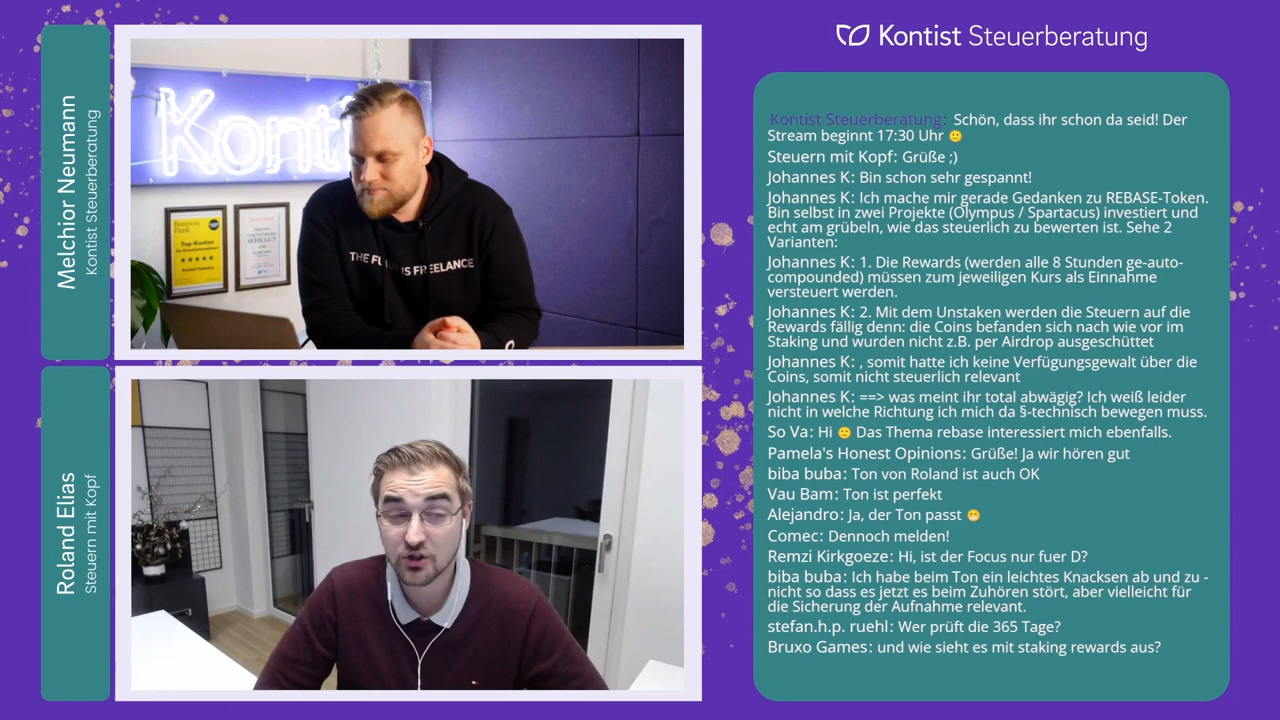 Melchior Neumann
Kontist Steuerberatung
Konti
Business Punk
Top-Konten
★★★★★
SEHR GUT
THE FU IS FREELANCE
Roland Elias
Steuern mit Kopf
Kontist Steuerberatung
Kontist Steuerberatung: Schön, dass ihr schon da seid! Der
Stream beginnt 17:30 Uhr 🙂
Steuern mit Kopf: Grüße ;)
Johannes K: Bin schon sehr gespannt!
Johannes K: Ich mache mir gerade Gedanken zu REBASE-Token.
Bin selbst in zwei Projekte (Olympus / Spartacus) investiert und
echt am grübeln, wie das steuerlich zu bewerten ist. Sehe 2
Varianten:
Johannes K: 1. Die Rewards (werden alle 8 Stunden ge-auto-
compounded) müssen zum jeweiligen Kurs als Einnahme
versteuert werden.
Johannes K: 2. Mit dem Unstaken werden die Steuern auf die
Rewards fällig denn: die Coins befanden sich nach wie vor im
Staking und wurden nicht z.B. per Airdrop ausgeschüttet
Johannes K: , somit hatte ich keine Verfügungsgewalt über die
Coins, somit nicht steuerlich relevant
Johannes K: ==> was meint ihr total abwägig? Ich weiß leider
nicht in welche Richtung ich mich da §-technisch bewegen muss.
So Va: Hi 🙂 Das Thema rebase interessiert mich ebenfalls.
Pamela's Honest Opinions: Grüße! Ja wir hören gut
biba buba: Ton von Roland ist auch OK
Vau Bam: Ton ist perfekt
Alejandro: Ja, der Ton passt 😁
Comec: Dennoch melden!
Remzi Kirkgoeze: Hi, ist der Focus nur fuer D?
biba buba: Ich habe beim Ton ein leichtes Knacksen ab und zu -
nicht so dass es jetzt es beim Zuhören stört, aber vielleicht für
die Sicherung der Aufnahme relevant.
stefan.h.p. ruehl: Wer prüft die 365 Tage?
Bruxo Games: und wie sieht es mit staking rewards aus?